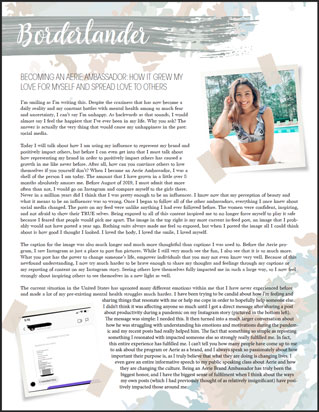 Borderlander
BECOMING AN AERIE AMBASSADOR: HOW IT GREW MY
LOVE FOR MYSELF AND SPREAD LOVE TO OTHERS
I'm smiling as I'm writing this. Despite the craziness that has now become a
daily reality and my constant battles with mental health among so much fear
and uncertainty, I can't say I'm unhappy. As backwards as that sounds, I would
almost say I feel the happiest that I've ever been in my life. Why you ask? The
answer is actually the very thing that would cause my unhappiness in the past:
social media.
Today I will talk about how I am using my influence to represent my brand and
positively impact others, but before I can even get into that I must talk about
how representing my brand in order to positively impact others has caused a
growth in me like never before. After all, how can you convince others to love
themselves if you yourself don't? When I became an Aerie Ambassador, I was a
shell of the person I am today. The amount that I have grown in a little over 2
months absolutely amazes me. Before August 2019, I must admit that more
often than not, I would go on Instagram and compare myself to the girls there.
Never in a million years did I think that I was pretty enough to be an influencer. I know now that my perception of beauty and
what it means to be an influencer was so wrong. Once I began to follow all of the other ambassadors, everything I once knew about
social media changed. The posts on my feed were unlike anything I had ever followed before. The women were confident, inspiring,
and not afraid to show their TRUE selves. Being exposed to all of this content inspired me to no longer force myself to play it safe
because I feared that people would pick me apart. The image in the top right is my most current in-feed post, an image that I prob-
ably would not have posted a year ago. Nothing extra always made me feel so exposed, but when I posted the image all I could think
about is how good I thought I looked. I loved the body, I loved the smile, I loved myself.
The caption for the image was also much longer and much more thoughtful than captions I was used to. Before the Aerie pro-
gram, I saw Instagram as just a place to post fun pictures. While I still very much see the fun, I also see that it is so much more.
What you post has the power to change someone's life, empower individuals that you may not even know very well. Because of this
newfound understanding, I now try much harder to be brave enough to share my thoughts and feelings through my captions or
my reporting of content on my Instagram story. Seeing others love themselves fully impacted me in such a large way, so I now feel
strongly about inspiring others to see themselves in a new light as well.
The current situation in the United States has uprooted many different emotions within me that I have never experienced before
and made a lot of my pre-existing mental health struggles much harder. I have been trying to be candid about how I'm feeling and
sharing things that resonate with me or help me cope in order to hopefully help someone else.
I didn't think it was affecting anyone so much until I got a direct message after sharing a post
about productivity during a pandemic on my Instagram story (pictured in the bottom left).
The message was simple: I needed this. It then turned into a much larger conversation about
how he was struggling with understanding his emotions and motivations during the pandem-
ic and my recent posts had really helped him. The fact that something so simple as reposting
something I resonated with impacted someone else so strongly really fulfilled me. In fact,
this entire experience has fulfilled me. I can't tell you how many people have come up to me
to ask about the program or Aerie as a brand, and I always speak so passionately about how
important their purpose is, as I truly believe that what they are doing is changing lives. I
even gave an entire informative speech to my public speaking class about Aerie and how
they are changing the culture. Being an Aerie Brand Ambassador has truly been the
biggest honor, and I have the biggest sense of fulfillment when I think about the ways
my own posts (which I had previously thought of as relatively insignificant) have posi-
tively impacted those around me.